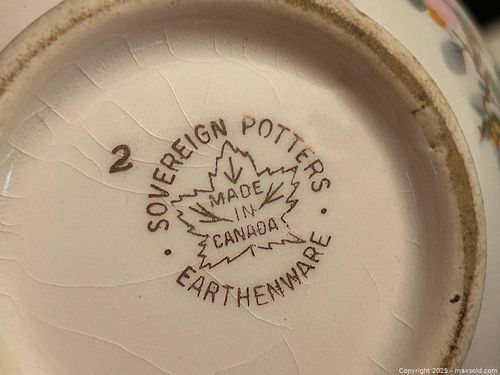 2
SOVEREIGN POTTERS
MADE
IN
CANADA
EARTHENWARE
Copyright 2025 - maxsold.com